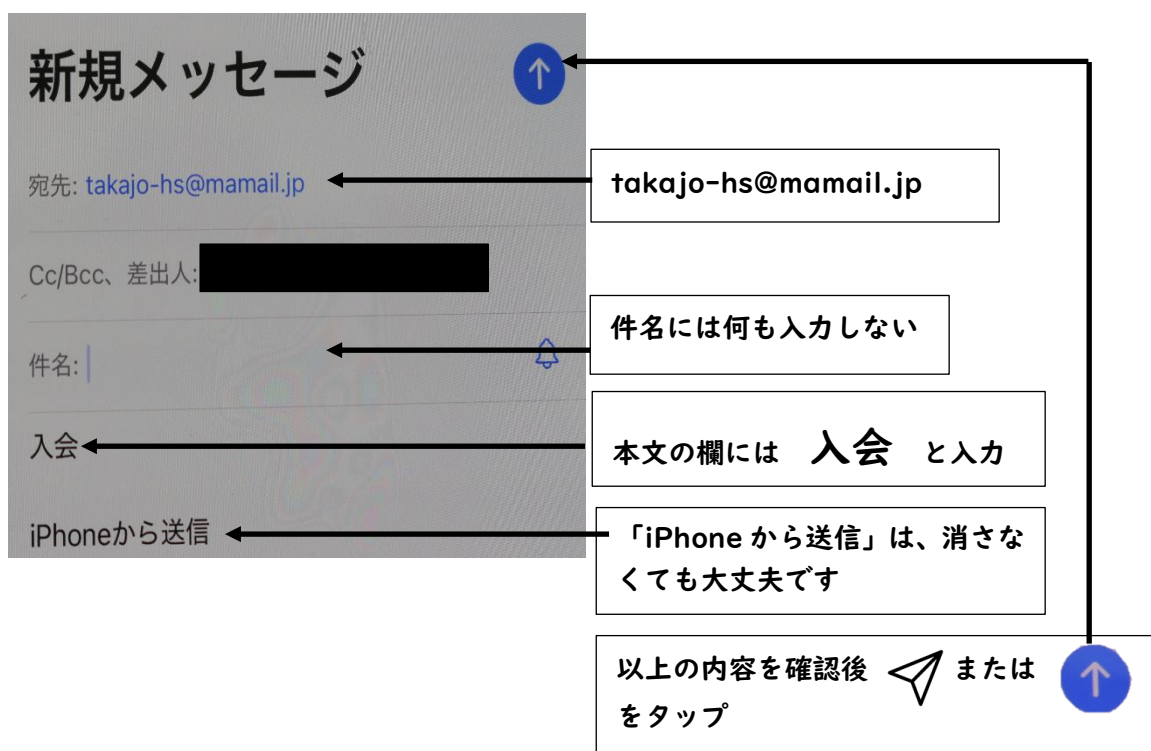 新規メッセージ
宛先: takajo-hs@mamail.jp
takajo-hs@mamail.jp
Cc/Bcc、差出人:
件名:
件名には何も入力しない
入会
本文の欄には 入会 と入力
iPhoneから送信
「iPhone から送信」は、消さな
くても大丈夫です
以上の内容を確認後 または
をタップ